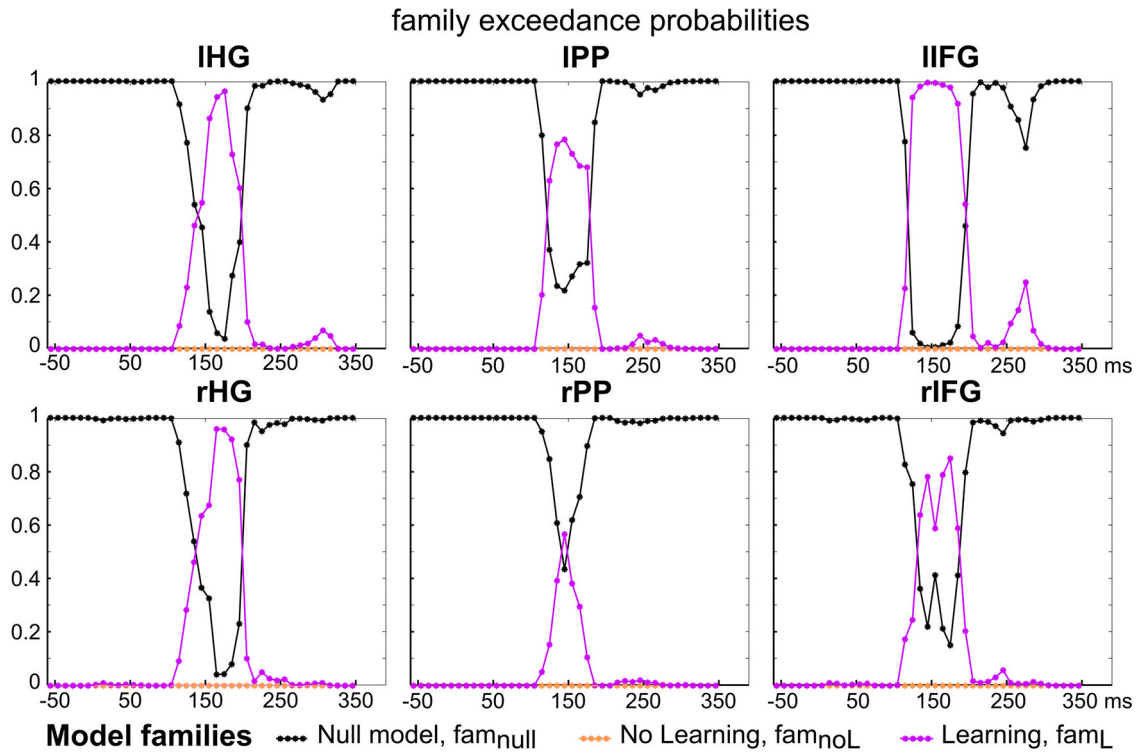 family exceedance probabilities
lHG lPP lIFG
1
0.8
0.6
0.4
0.2
0
-50 50 150 250 350 -50 50 150 250 350 -50 50 150 250 350 ms
rHG rPP rIFG
1
0.8
0.6
0.4
0.2
0
-50 50 150 250 350 -50 50 150 250 350 -50 50 150 250 350 ms
Model families Null model, famnull No Learning, famnoL Learning, famL